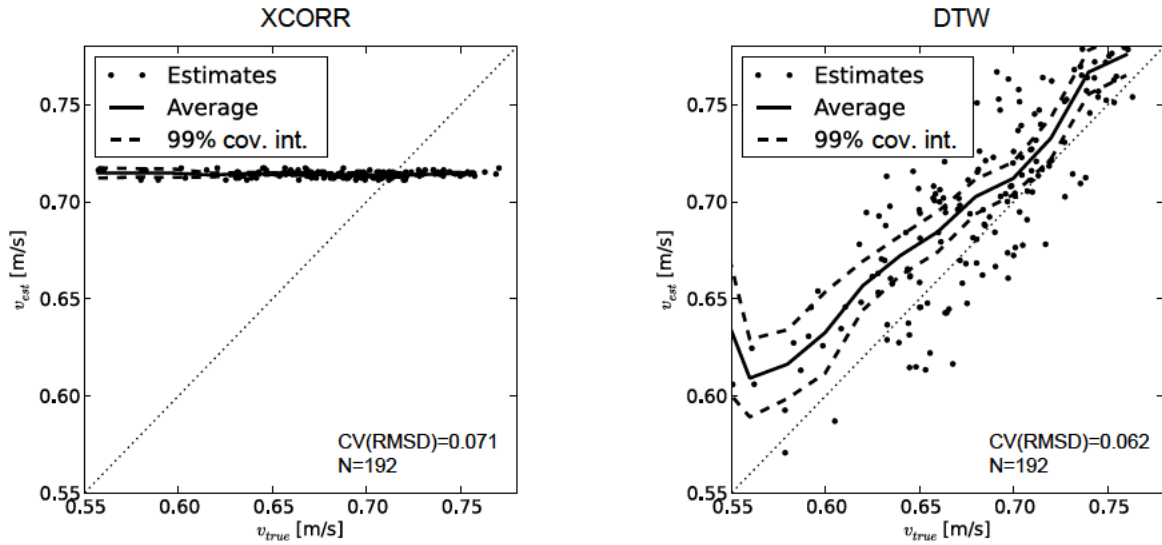 XCORR
Estimates
Average
99% cov. int.
0.75
0.70
0.65
0.60
0.55
v_est [m/s]
CV(RMSD)=0.071
N=192
0.55 0.60 0.65 0.70 0.75
v_true [m/s]
DTW
Estimates
Average
99% cov. int.
0.75
0.70
0.65
0.60
0.55
v_est [m/s]
CV(RMSD)=0.062
N=192
0.55 0.60 0.65 0.70 0.75
v_true [m/s]